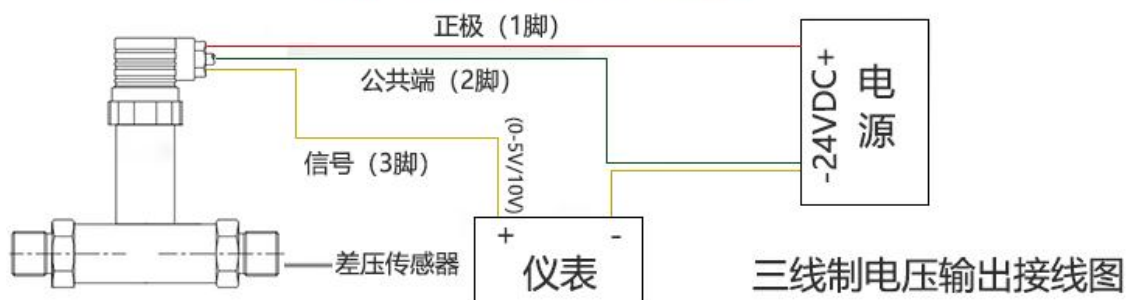 正极（1脚）
公共端（2脚）
信号（3脚）
(0-5V/10V)
-24VDC+
电源
+ -
仪表
差压传感器
三线制电压输出接线图